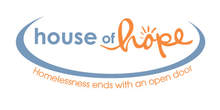 house of hope
Homelessness ends with an open door